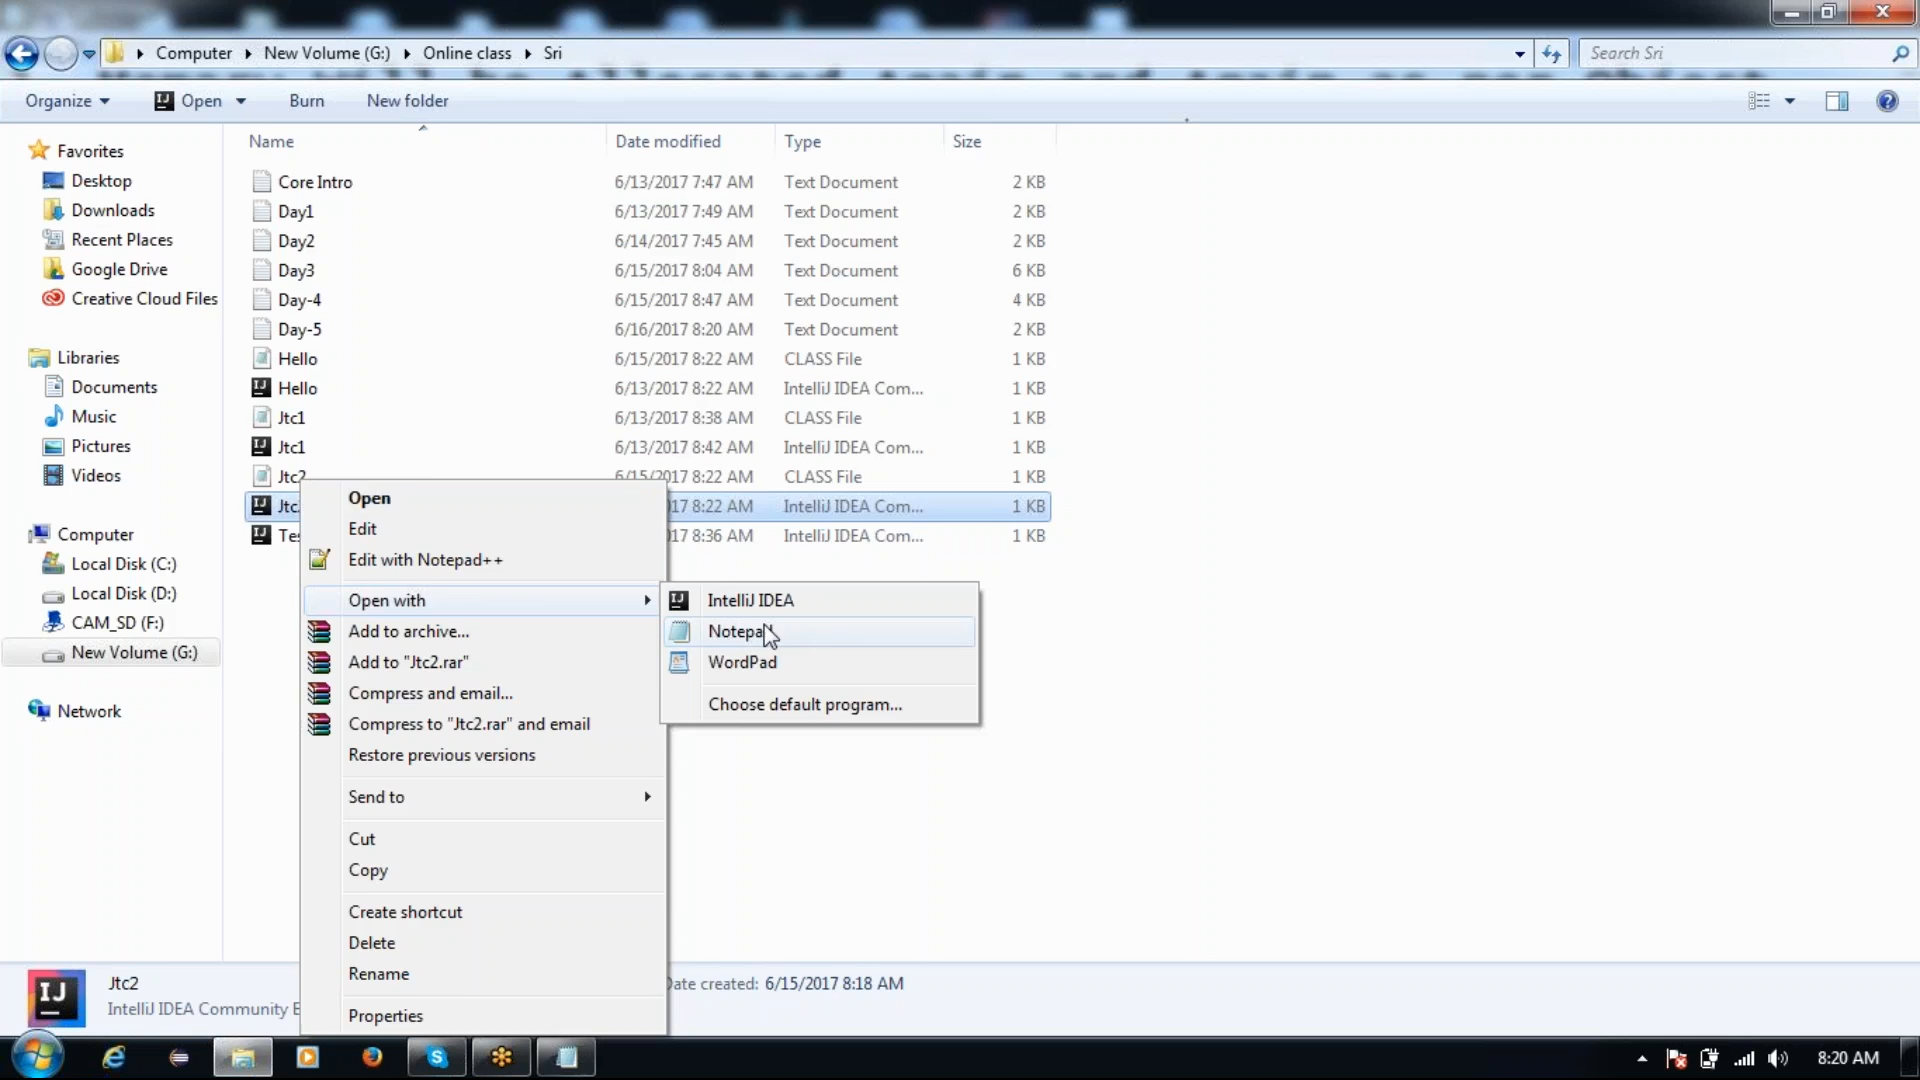 Computer New Volume (G:) Online class Sri
Search Sri
Organize Open Burn New folder
Name Date modified Type Size
Favorites
Desktop
Downloads
Recent Places
Google Drive
Creative Cloud Files
Libraries
Documents
Music
Pictures
Videos
Computer
Local Disk (C:)
Local Disk (D:)
CAM_SD (F:)
New Volume (G:)
Network
Core Intro 6/13/2017 7:47 AM Text Document 2 KB
Day1 6/13/2017 7:49 AM Text Document 2 KB
Day2 6/14/2017 7:45 AM Text Document 2 KB
Day3 6/15/2017 8:04 AM Text Document 6 KB
Day-4 6/15/2017 8:47 AM Text Document 4 KB
Day-5 6/16/2017 8:20 AM Text Document 2 KB
Hello 6/15/2017 8:22 AM CLASS File 1 KB
Hello 6/13/2017 8:22 AM IntelliJ IDEA Com... 1 KB
Jtc1 6/13/2017 8:38 AM CLASS File 1 KB
Jtc1 6/13/2017 8:42 AM IntelliJ IDEA Com... 1 KB
Jtc2 6/15/2017 8:22 AM CLASS File 1 KB
Jtc 17 8:22 AM IntelliJ IDEA Com... 1 KB
Tes 17 8:36 AM IntelliJ IDEA Com... 1 KB
Open
Edit
Edit with Notepad++
Open with
Add to archive...
Add to "Jtc2.rar"
Compress and email...
Compress to "Jtc2.rar" and email
Restore previous versions
Send to
Cut
Copy
Create shortcut
Delete
Rename
Properties
IntelliJ IDEA
Notepad
WordPad
Choose default program...
IJ
Jtc2
IntelliJ IDEA Community
Date created: 6/15/2017 8:18 AM
8:20 AM